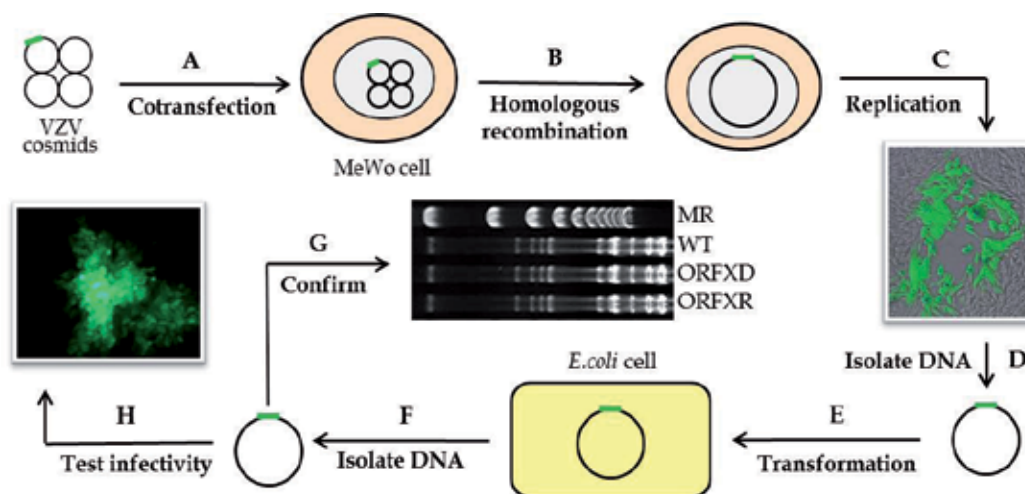 A
Cotransfection
VZV
cosmids
MeWo cell
B
Homologous
recombination
C
Replication
MR
WT
ORFXD
ORFXR
G
Confirm
Isolate DNA
D
E.coli cell
E
Transformation
F
Isolate DNA
H
Test infectivity